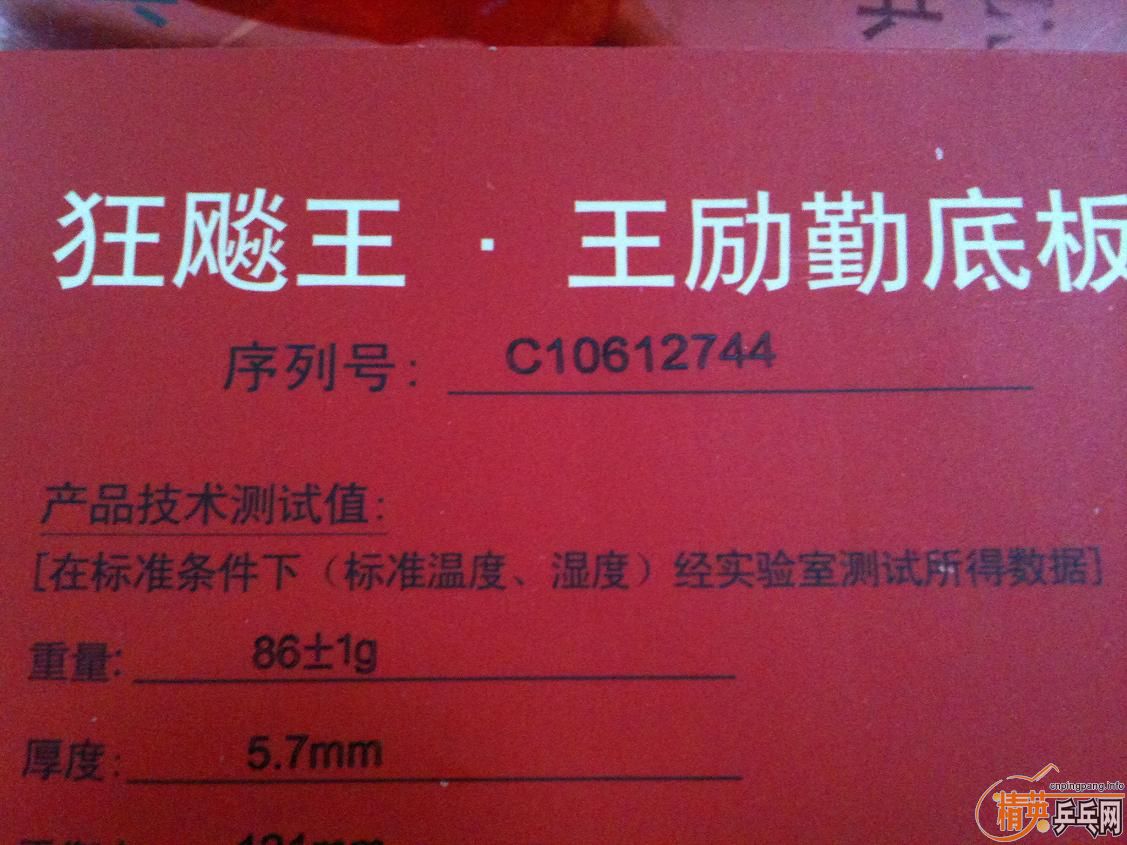 狂飚王 · 王励勤底板
序列号: C10612744
产品技术测试值:
[在标准条件下（标准温度、湿度）经实验室测试所得数据]
重量: 86±1g
厚度: 5.7mm
131mm
cnpingpang.info
精英乒乓网